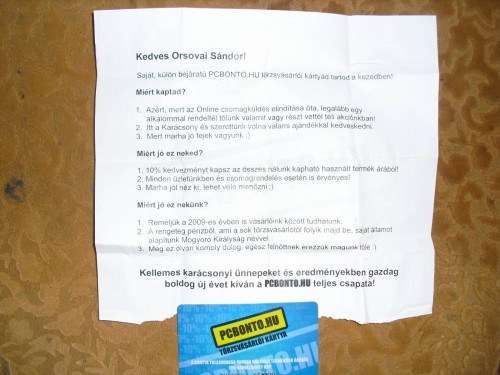 Kedves Orsovai Sándor!
Saját, külön bejáratú PCBONTO.HU törzsvásárlói kártyád tartod a kezedben!
Miért kaptad?
1. Azért, mert az Online csomagküldés elindítása óta, legalább egy
alkalommal rendeltél tőlünk valamit vagy részt vettél téli akciónkban!
2. Itt a Karácsony és szerettünk volna valami ajándékkal kedveskedni.
3. Mert marha jó fejek vagyunk :)
Miért jó ez neked?
1. 10% kedvezményt kapsz az összes nálunk kapható használt termék árából!
2. Minden üzletünkben és csomagrendelés esetén is érvényes!
3. Marha jól néz ki, lehet vele menőzni :)
Miért jó ez nekünk?
1. Reméljük a 2009-es évben is vásárlóink között tudhatunk.
2. A rengeteg pénzből, ami a sok törzsvásárlótól folyik majd be, saját államot
alapítunk Mogyoró Királyság névvel.
3. Meg ez olyan komoly dolog, egész felnőttnek érezzük magunk tőle :)
Kellemes karácsonyi ünnepeket és eredményekben gazdag
boldog új évet kíván a PCBONTO.HU teljes csapata!
PCBONTO.HU
TÖRZSVÁSÁRLÓI KÁRTYA